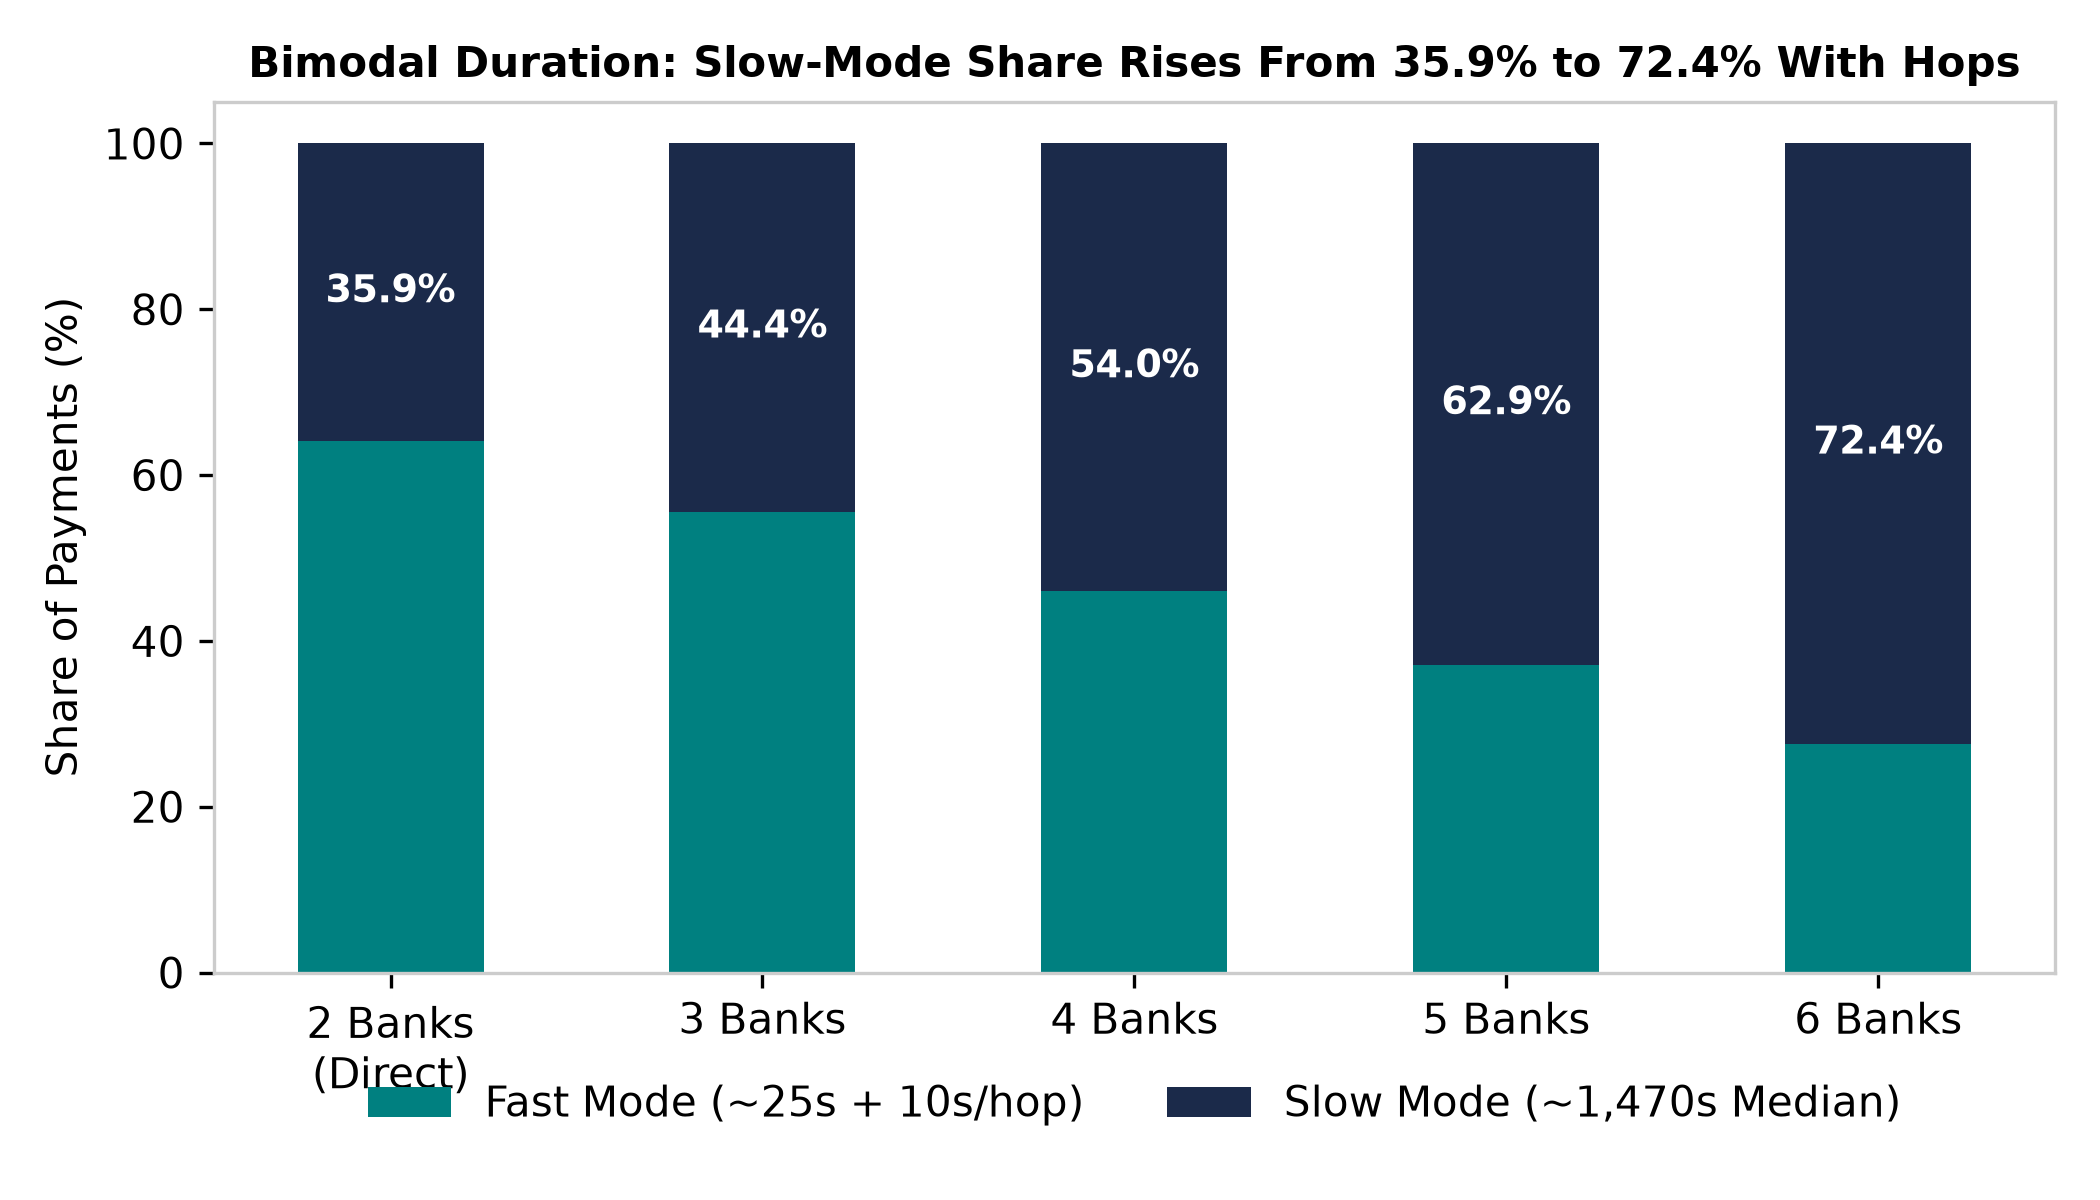 Bimodal Duration: Slow-Mode Share Rises From 35.9% to 72.4% With Hops
Share of Payments (%)
100
80
60
40
20
0
35.9%
44.4%
54.0%
62.9%
72.4%
2 Banks
(Direct)
3 Banks
4 Banks
5 Banks
6 Banks
Fast Mode (~25s + 10s/hop)
Slow Mode (~1,470s Median)